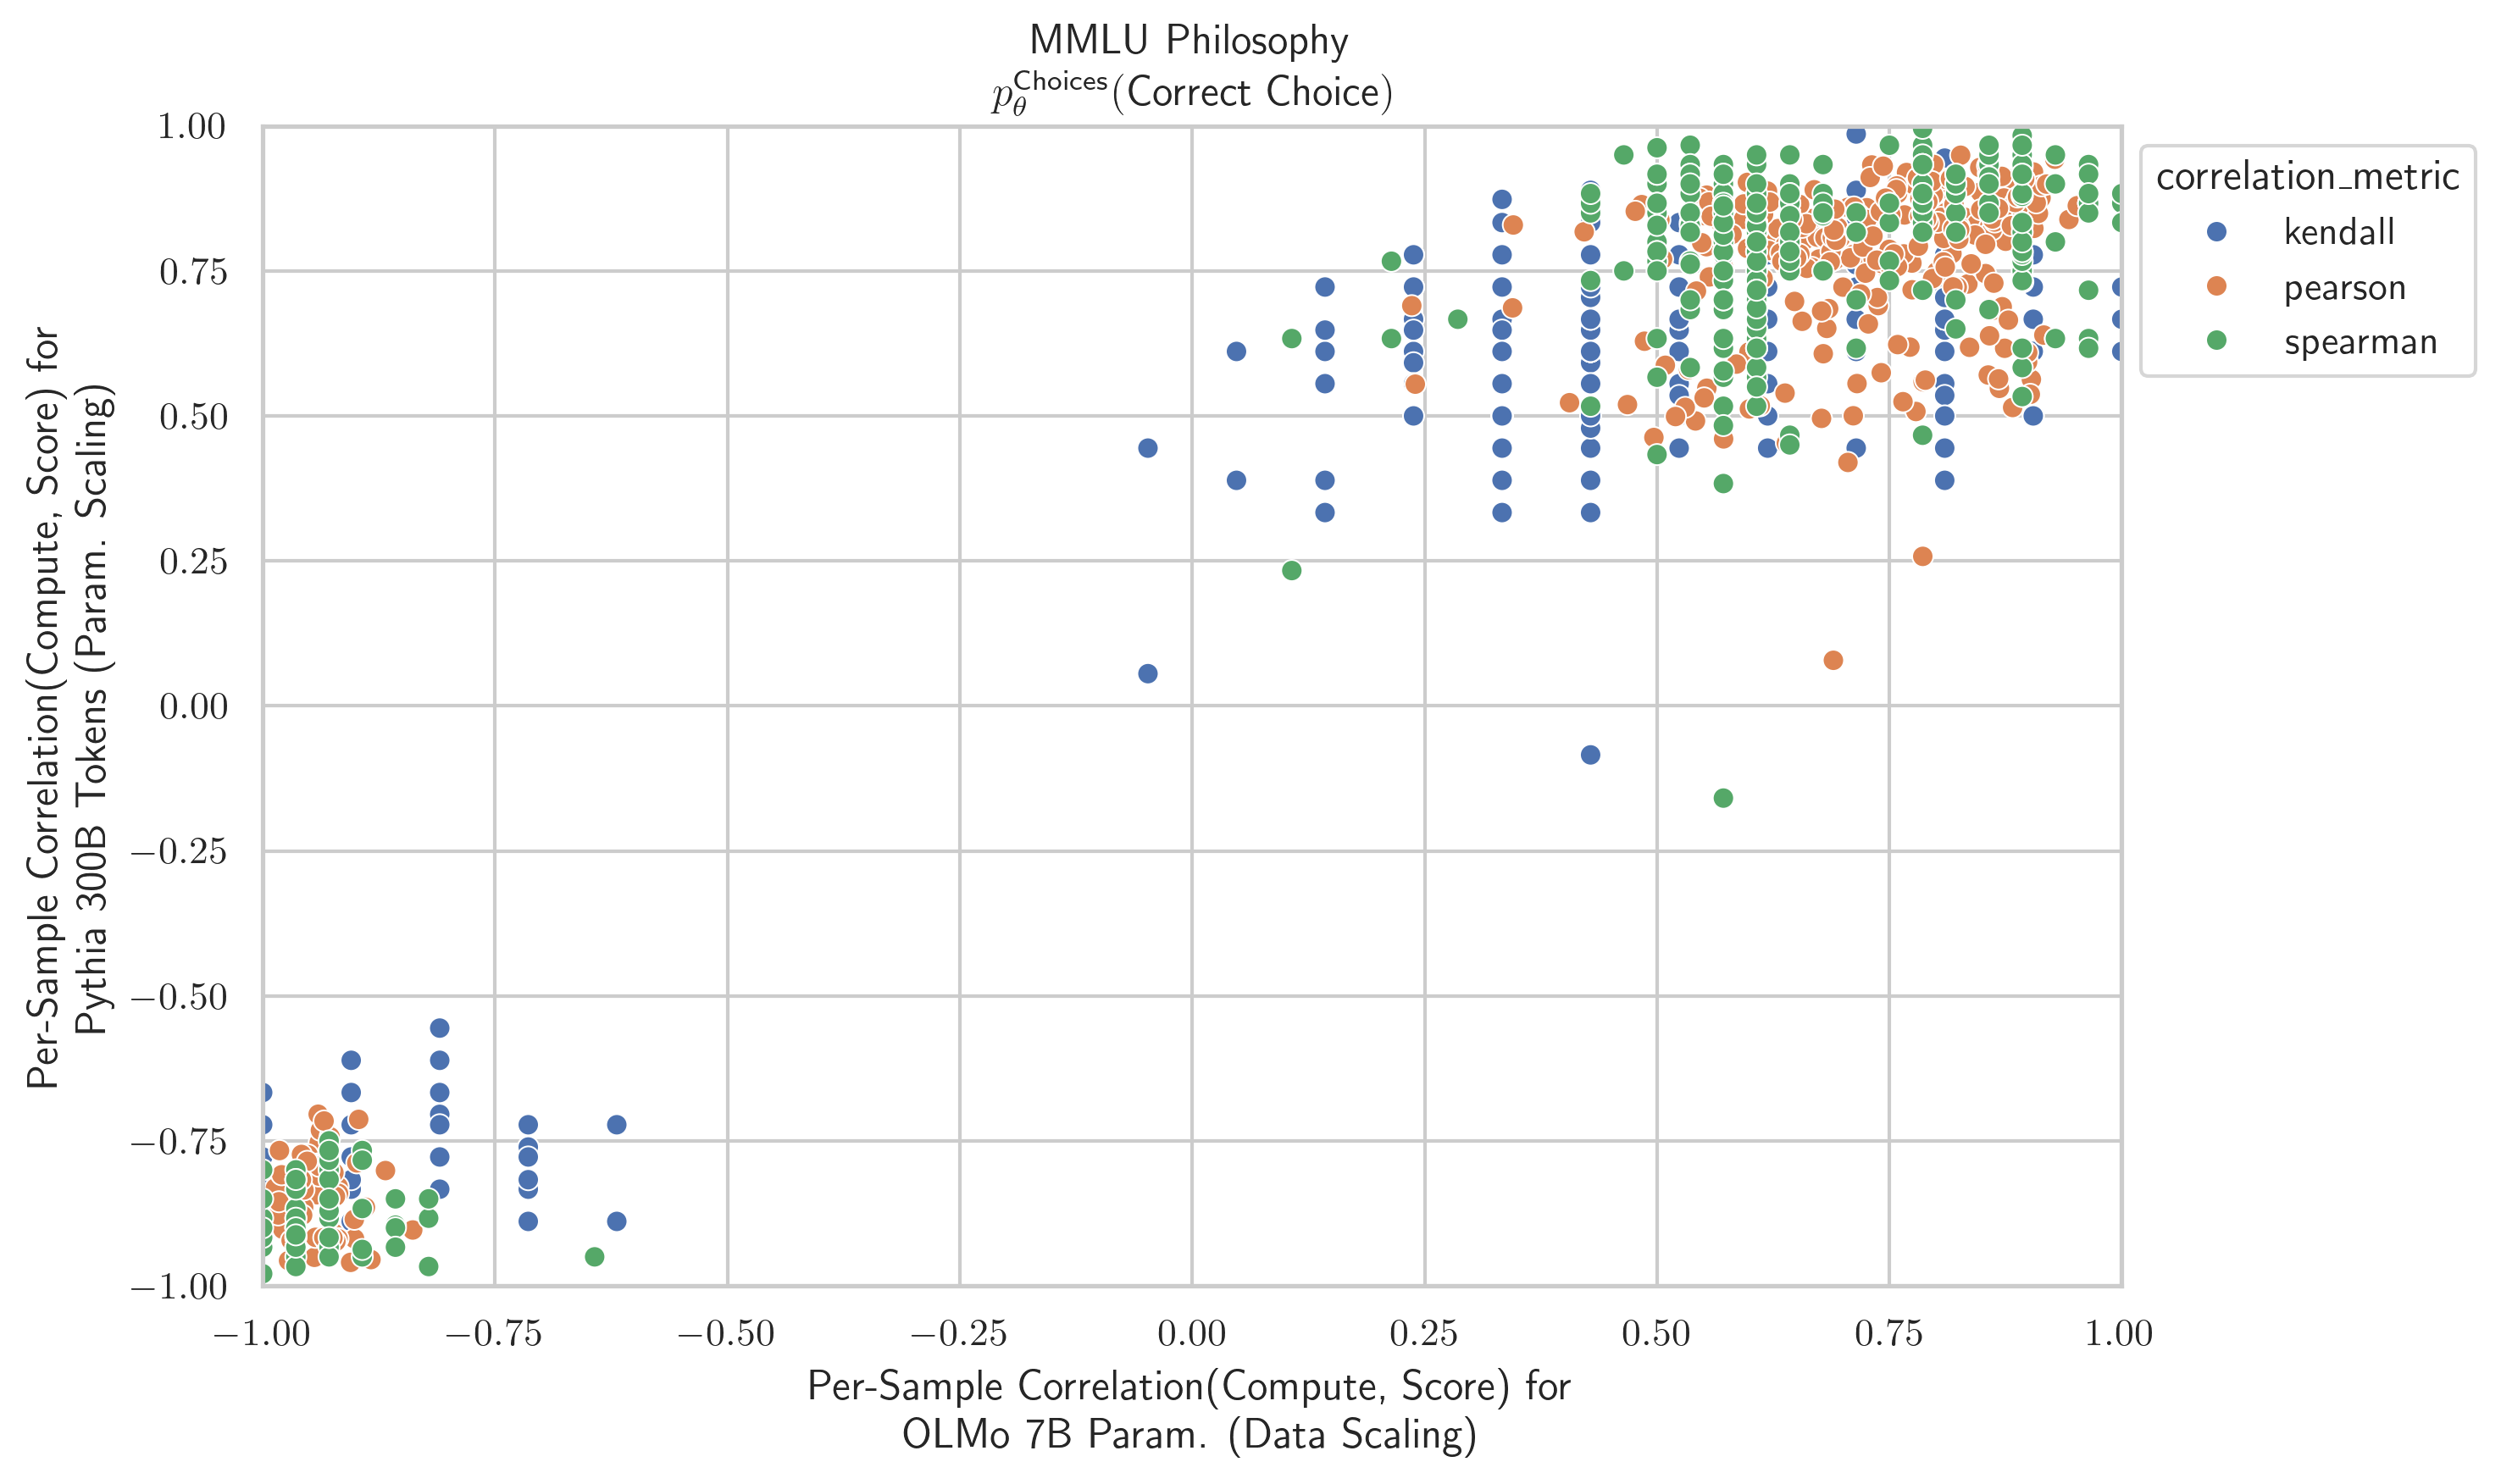 MMLU Philosophy
p_θ^Choices(Correct Choice)
1.00
0.75
0.50
0.25
0.00
−0.25
−0.50
−0.75
−1.00
Per-Sample Correlation(Compute, Score) for
Pythia 300B Tokens (Param. Scaling)
correlation_metric
kendall
pearson
spearman
−1.00 −0.75 −0.50 −0.25 0.00 0.25 0.50 0.75 1.00
Per-Sample Correlation(Compute, Score) for
OLMo 7B Param. (Data Scaling)